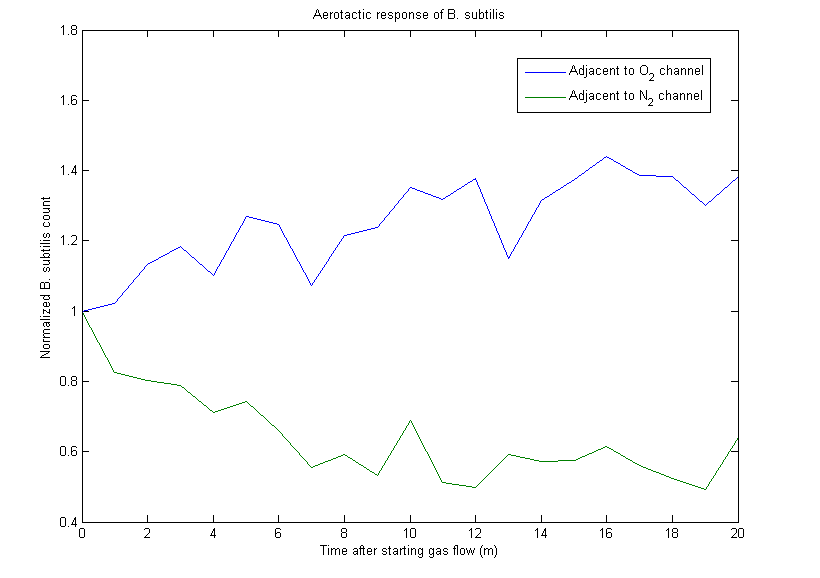 Aerotactic response of B. subtilis
1.8
1.6
1.4
1.2
1
0.8
0.6
0.4
Normalized B. subtilis count
Adjacent to O2 channel
Adjacent to N2 channel
0 2 4 6 8 10 12 14 16 18 20
Time after starting gas flow (m)